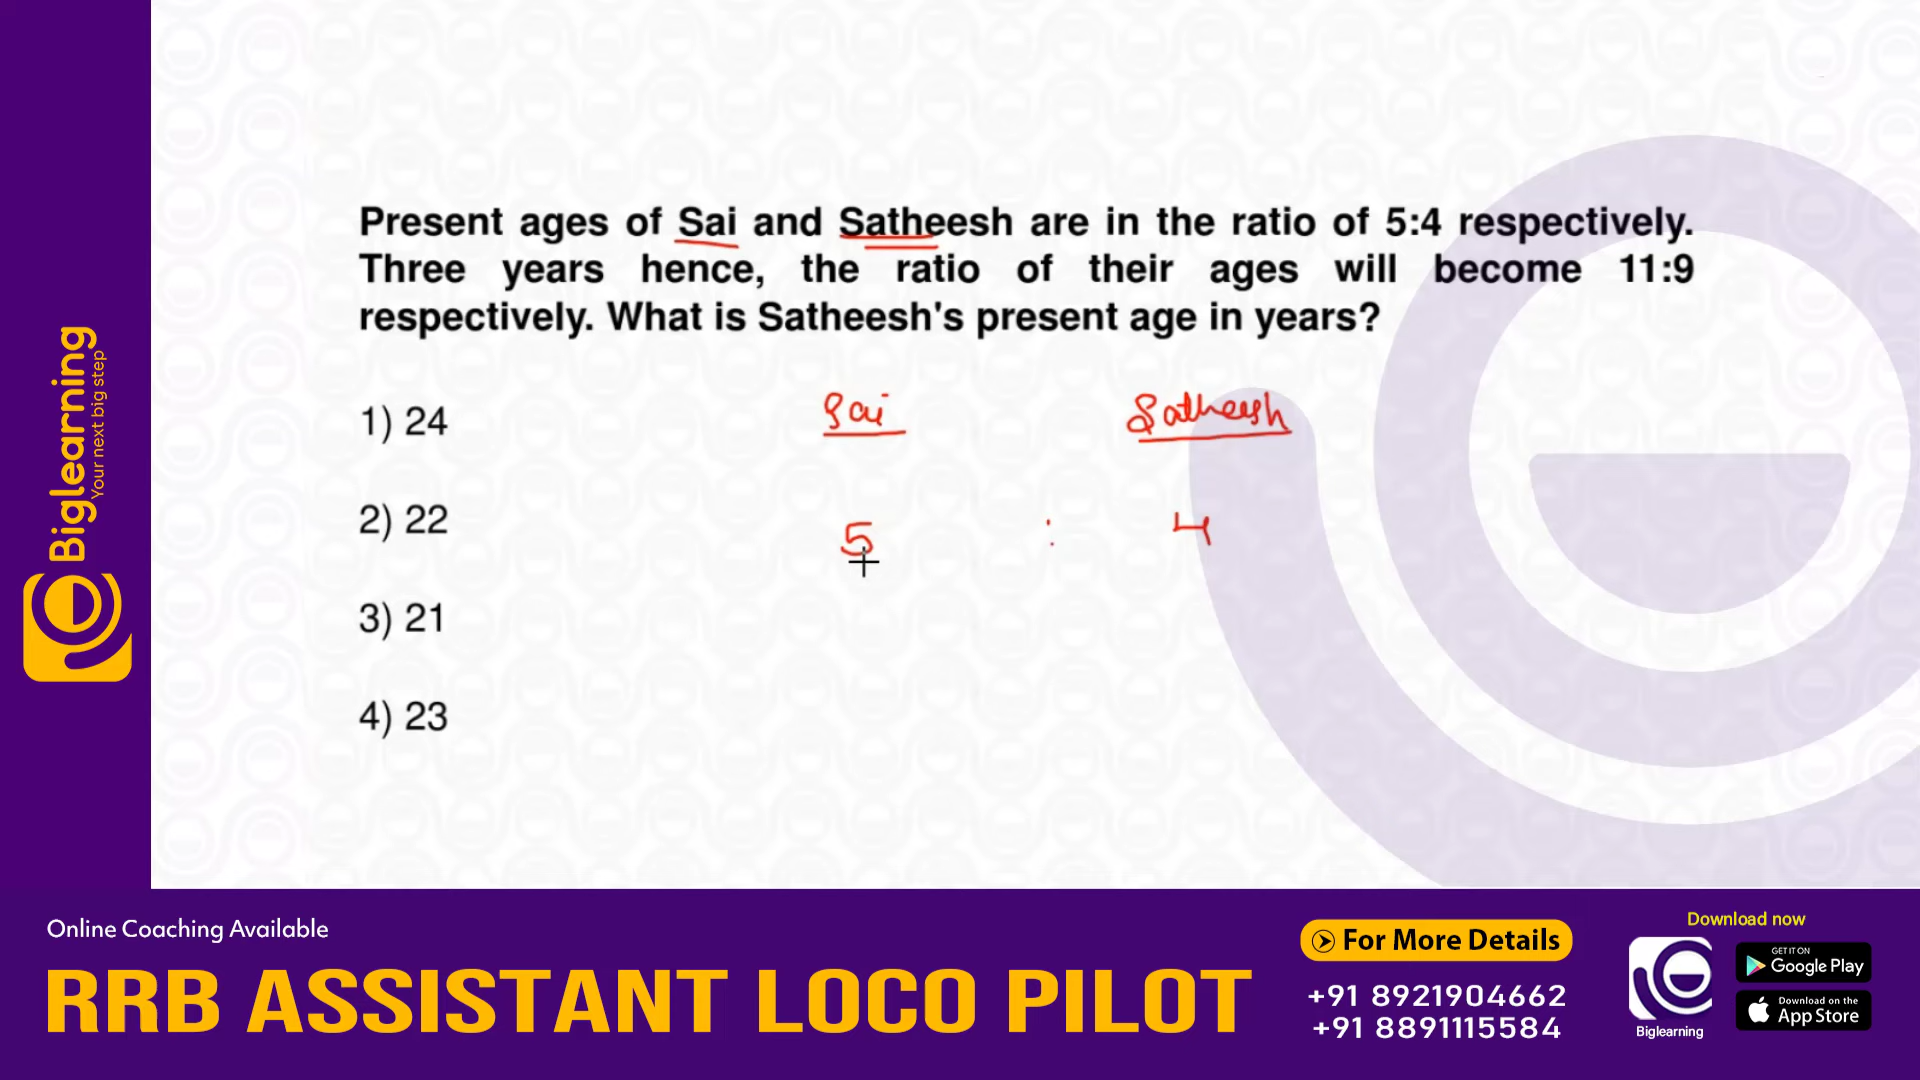 Present ages of Sai and Satheesh are in the ratio of 5:4 respectively.
Three years hence, the ratio of their ages will become 11:9
respectively. What is Satheesh's present age in years?
1) 24
2) 22
3) 21
4) 23
Sai Satheesh
5 : 4
Biglearning
Your next big step
Online Coaching Available
RRB ASSISTANT LOCO PILOT
For More Details
+91 8921904662
+91 8891115584
Download now
Biglearning
GET IT ON
Google Play
Download on the
App Store